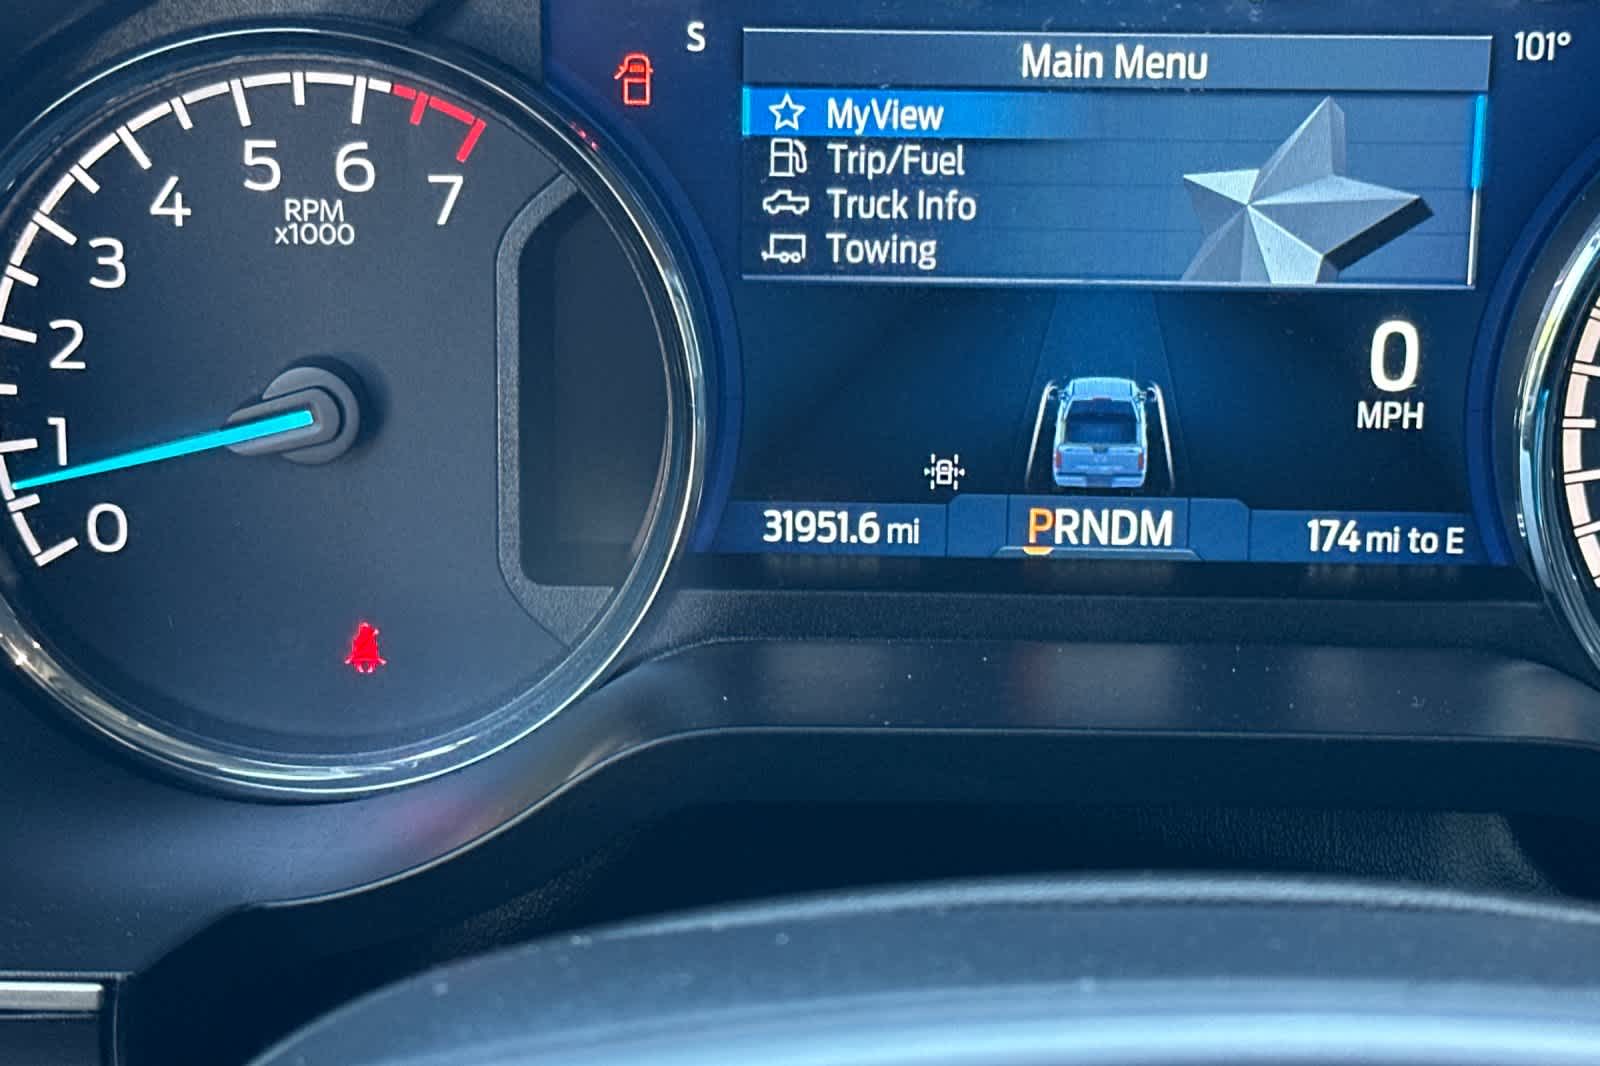 S
Main Menu
101°
MyView
Trip/Fuel
Truck Info
Towing
0
1
2
3
4
5
6
7
RPM
x1000
0
MPH
31951.6 mi
PRNDM
174 mi to E